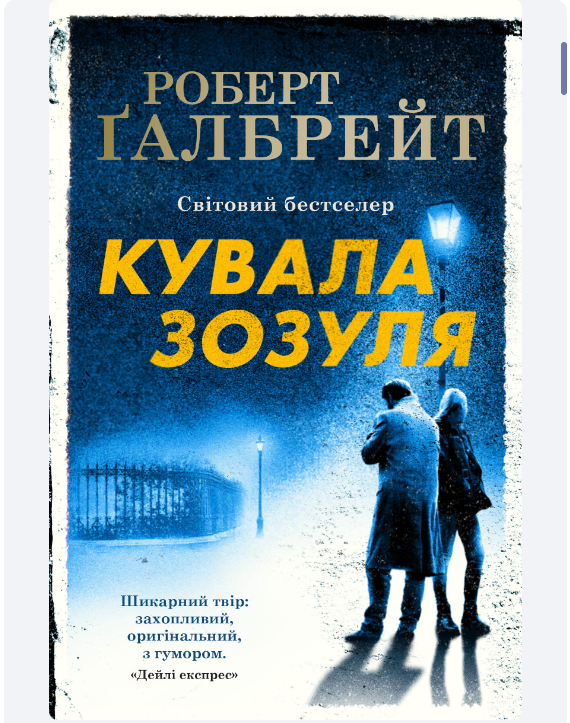 РОБЕРТ
ҐАЛБРЕЙТ
Світовий бестселер
КУВАЛА
ЗОЗУЛЯ
Шикарний твір:
захопливий,
оригінальний,
з гумором.
«Дейлі експрес»